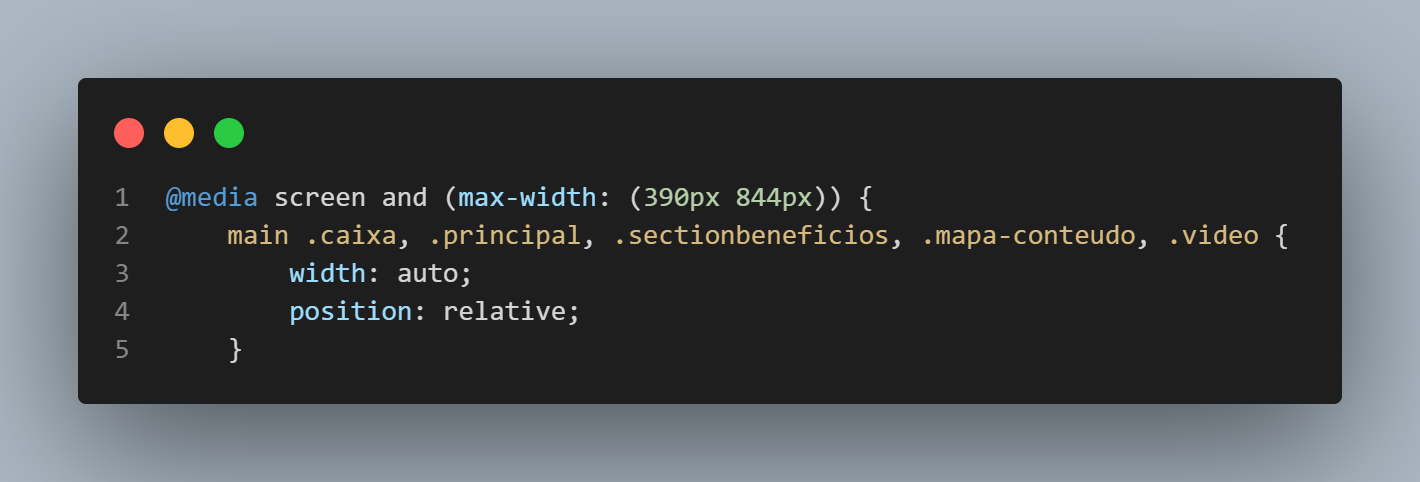 1 @media screen and (max-width: (390px 844px)) {
2 main .caixa, .principal, .sectionbeneficios, .mapa-conteudo, .video {
3 width: auto;
4 position: relative;
5 }